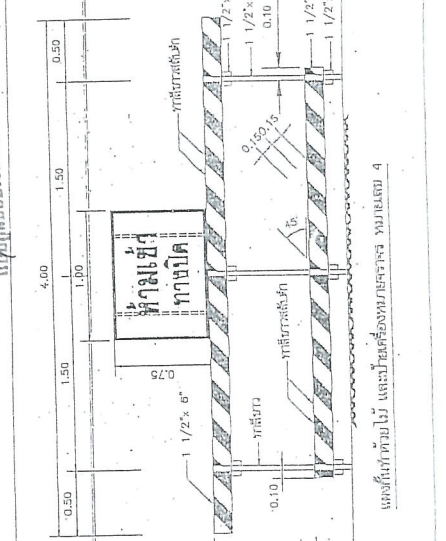 4.00
0.50
1.50
1.00
1.50
0.50
ห้ามเข้า
ทางปิด
0.75
1 1/2"x 6"
ทาสีขาวสลับดำ
1 1/2"x
1 1/2"x
0.10
1 1/2"
1 1/2"
0.15
0.15
ทาสีขาว
ทาสีขาวสลับดำ
0.10
แผงกั้นทำด้วยไม้ และป้ายเครื่องหมายจราจร หมายเลข 4